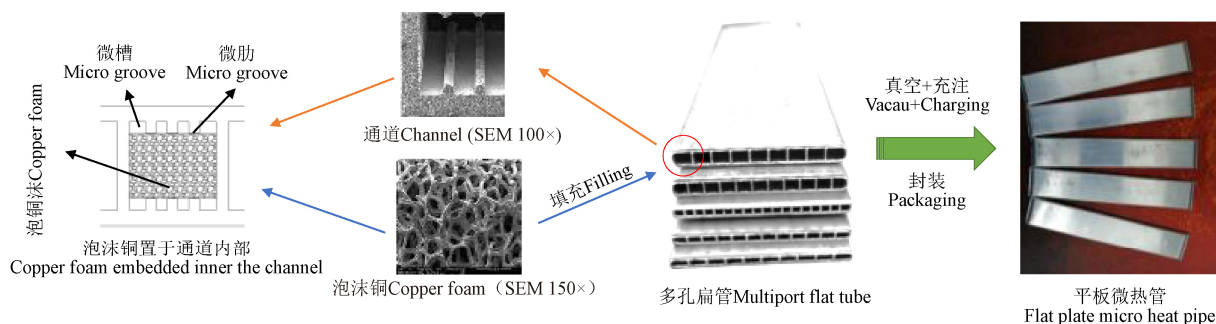 微槽
Micro groove
微肋
Micro groove
泡铜沫Copper foam
泡沫铜置于通道内部
Copper foam embedded inner the channel
通道Channel (SEM 100×)
泡沫铜Copper foam（SEM 150×）
填充Filling
多孔扁管Multiport flat tube
真空+充注
Vacau+Charging
封装
Packaging
平板微热管
Flat plate micro heat pipe